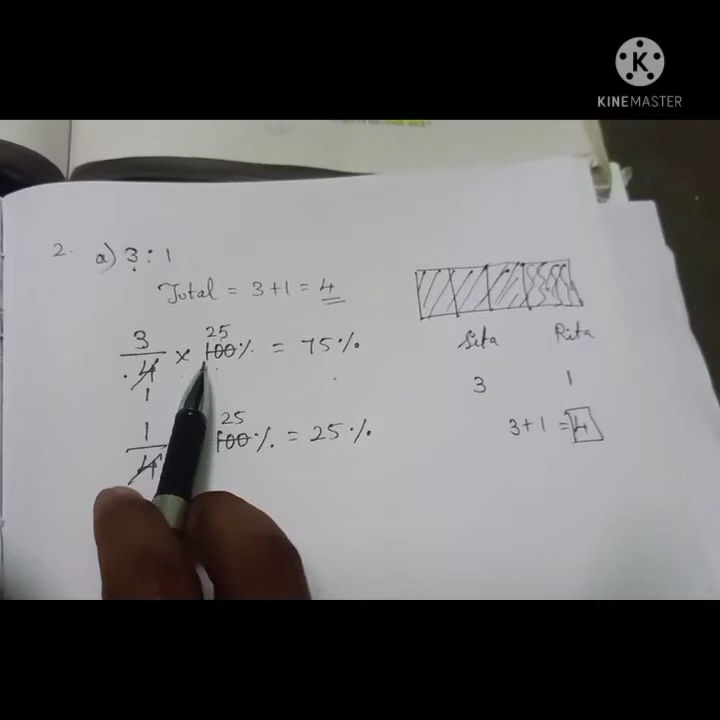 KINEMASTER
2. a) 3 : 1
Total = 3+1 = 4
3/4 × 100% = 75%
25
1
Sita Rita
3 1
1/4 100% = 25%
25
3+1 = 4